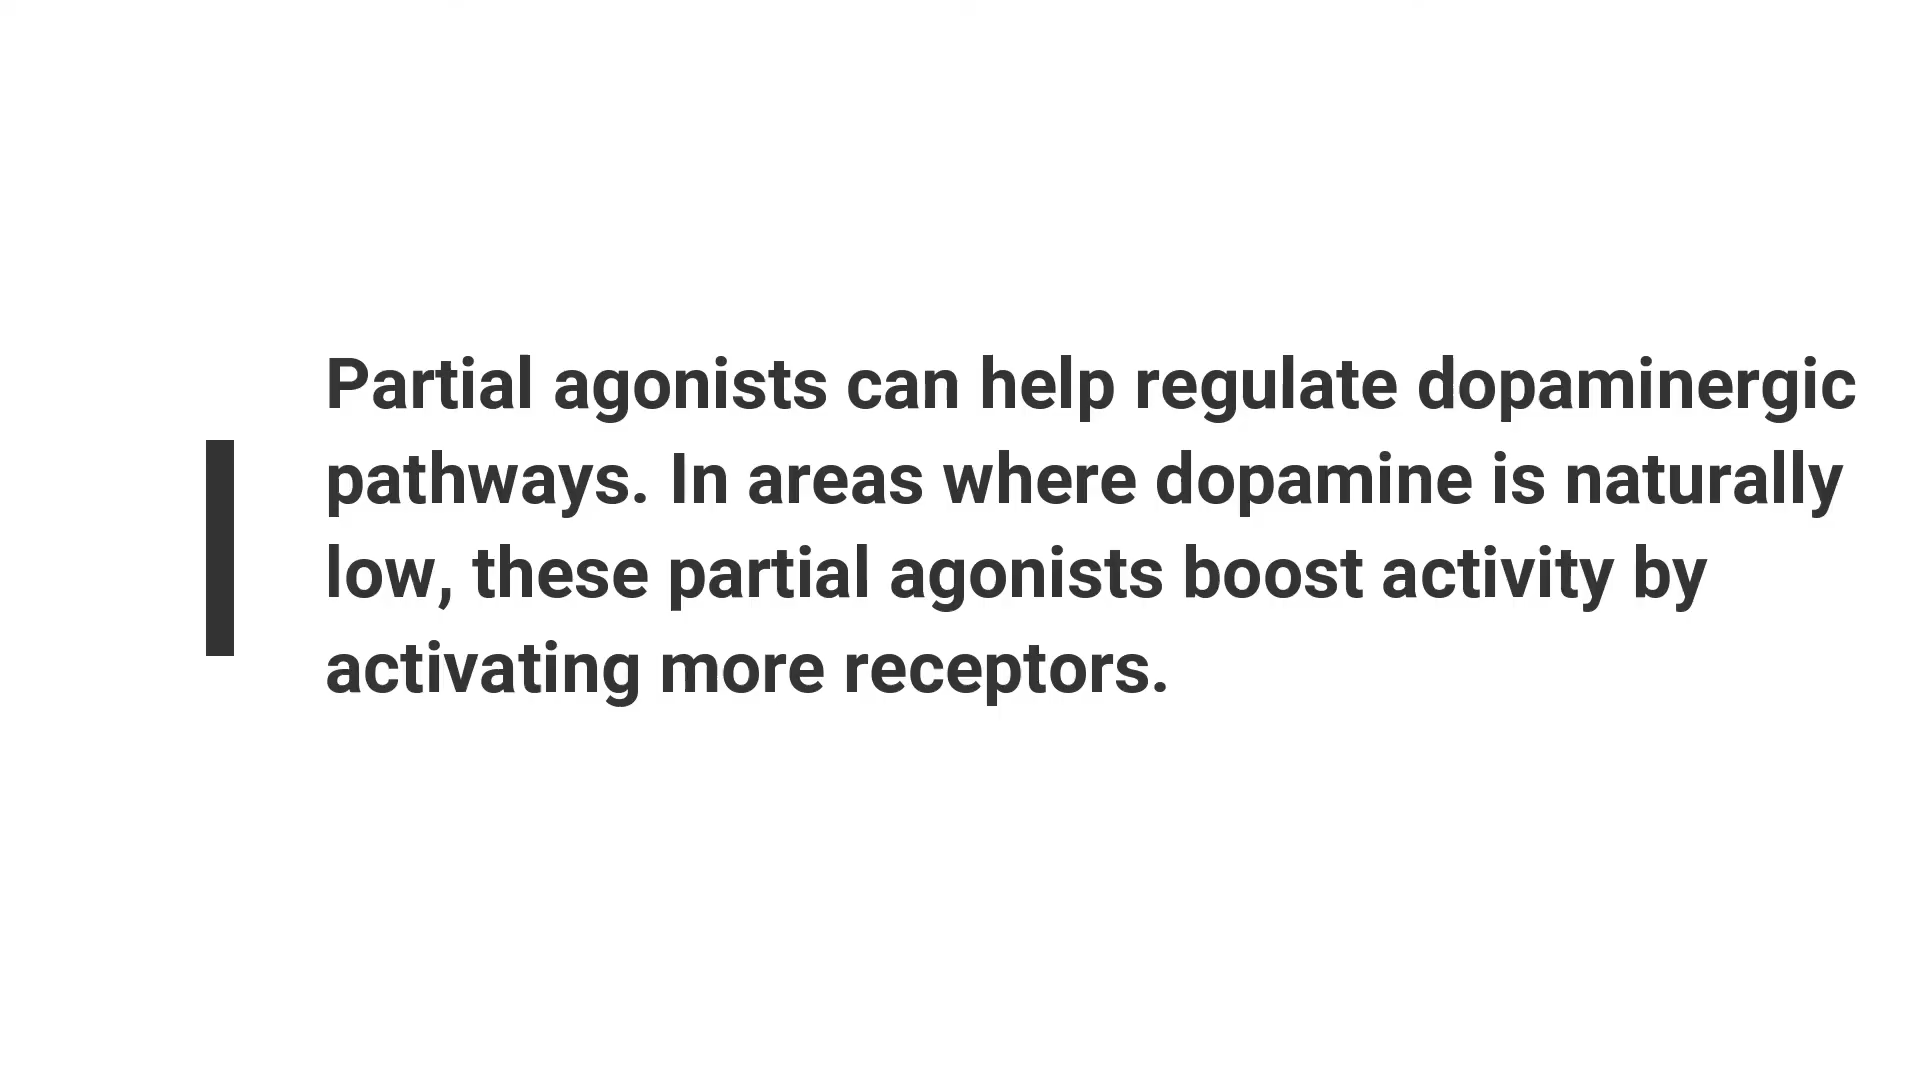 Partial agonists can help regulate dopaminergic
pathways. In areas where dopamine is naturally
low, these partial agonists boost activity by
activating more receptors.